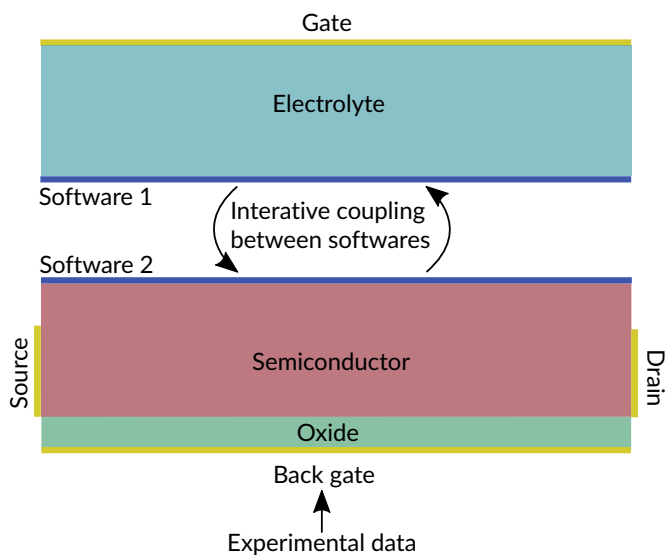 Gate
Electrolyte
Software 1
Interative coupling
between softwares
Software 2
Source
Semiconductor
Drain
Oxide
Back gate
Experimental data